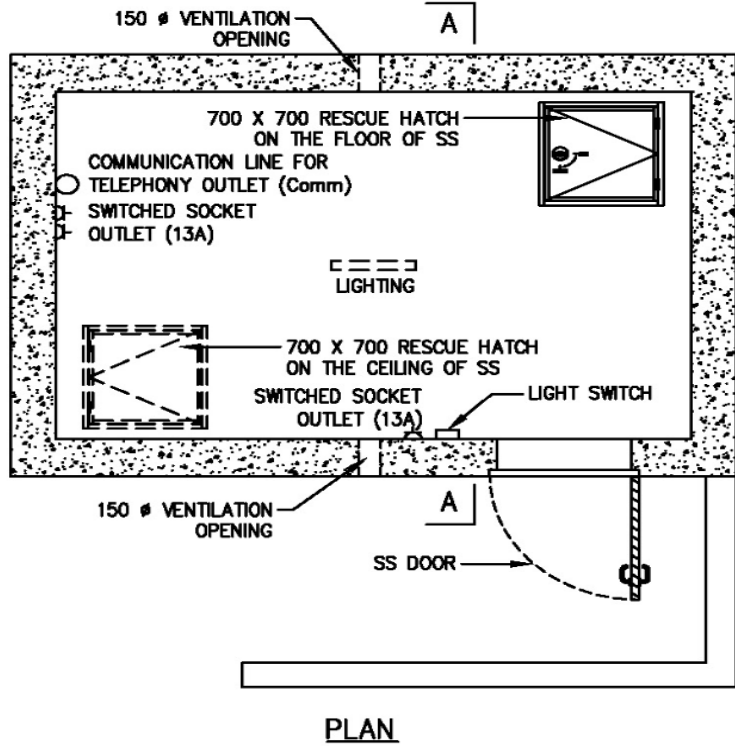 150 ø VENTILATION
OPENING
A
700 X 700 RESCUE HATCH
ON THE FLOOR OF SS
COMMUNICATION LINE FOR
TELEPHONY OUTLET (Comm)
SWITCHED SOCKET
OUTLET (13A)
LIGHTING
700 X 700 RESCUE HATCH
ON THE CEILING OF SS
SWITCHED SOCKET
OUTLET (13A)
LIGHT SWITCH
150 ø VENTILATION
OPENING
A
SS DOOR
PLAN